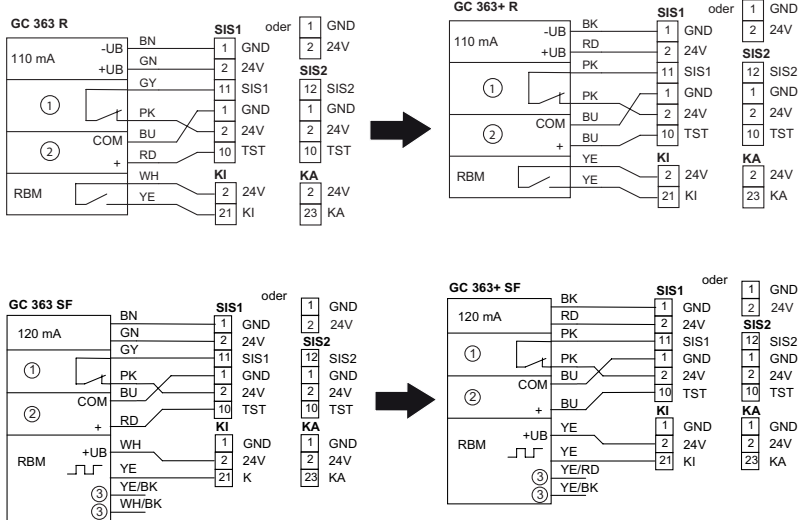 GC 363 R
110 mA
-UB
+UB
1
2
COM
+
RBM
BN
GN
GY
PK
BU
RD
WH
YE
SIS1
1 GND
2 24V
11 SIS1
1 GND
2 24V
10 TST
KI
2 24V
21 KI
oder
1 GND
2 24V
SIS2
12 SIS2
1 GND
2 24V
10 TST
KA
2 24V
23 KA
GC 363+ R
110 mA
-UB
+UB
1
2
COM
+
RBM
BK
RD
PK
PK
BU
BU
YE
YE
SIS1
1 GND
2 24V
11 SIS1
1 GND
2 24V
10 TST
KI
2 24V
21 KI
oder
1 GND
2 24V
SIS2
12 SIS2
1 GND
2 24V
10 TST
KA
2 24V
23 KA
GC 363 SF
120 mA
1
2
COM
+
RBM
+UB
3
3
BN
GN
GY
PK
BU
RD
WH
YE
YE/BK
WH/BK
SIS1
1 GND
2 24V
11 SIS1
1 GND
2 24V
10 TST
KI
1 GND
2 24V
21 K
oder
1 GND
2 24V
SIS2
12 SIS2
1 GND
2 24V
10 TST
KA
1 GND
2 24V
23 KA
GC 363+ SF
120 mA
1
2
COM
+
RBM
+UB
3
3
BK
RD
PK
PK
BU
BU
YE
YE
YE/RD
YE/BK
SIS1
1 GND
2 24V
11 SIS1
1 GND
2 24V
10 TST
KI
1 GND
2 24V
21 KI
oder
1 GND
2 24V
SIS2
12 SIS2
1 GND
2 24V
10 TST
KA
1 GND
2 24V
23 KA